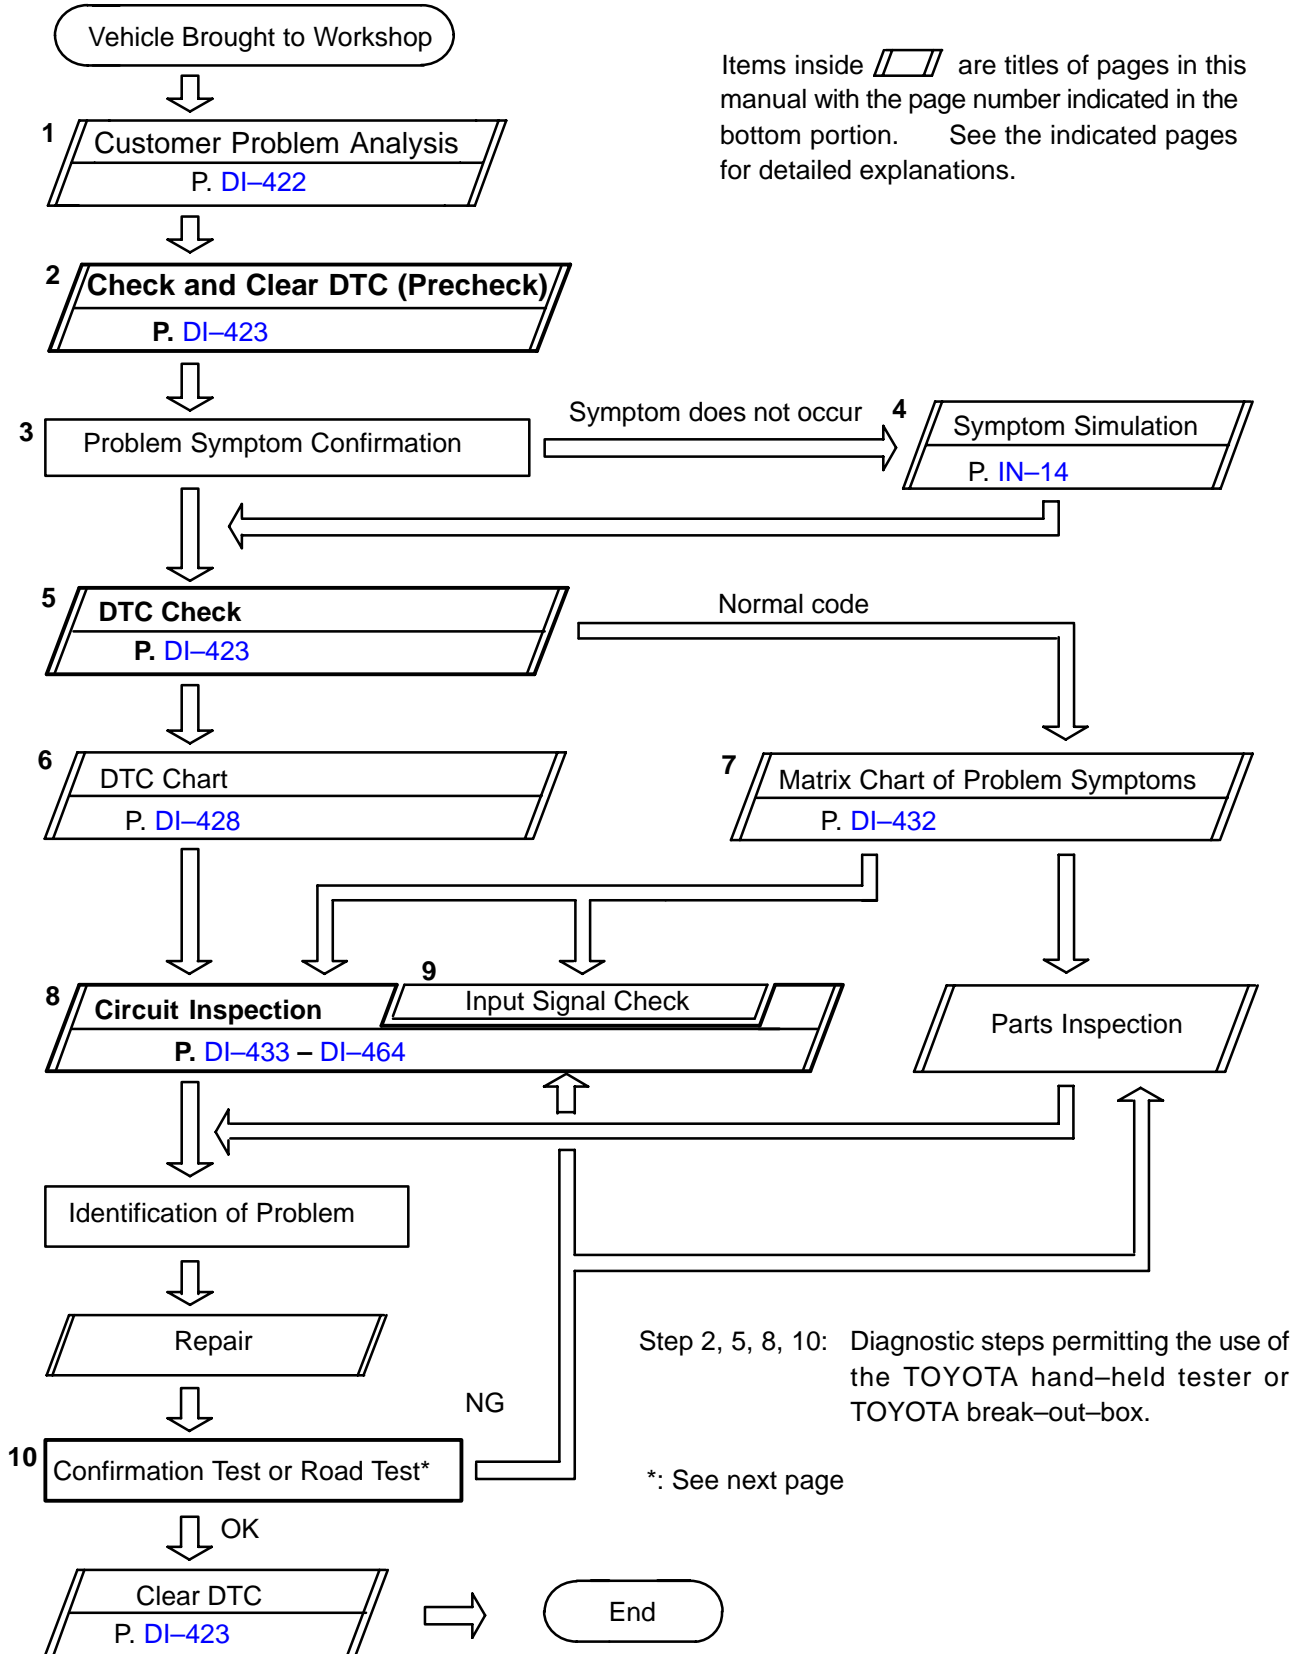 Vehicle Brought to Workshop
Items inside are titles of pages in this
manual with the page number indicated in the
bottom portion. See the indicated pages
for detailed explanations.
1
Customer Problem Analysis
P. DI–422
2
Check and Clear DTC (Precheck)
P. DI–423
3
Problem Symptom Confirmation
Symptom does not occur
4
Symptom Simulation
P. IN–14
5
DTC Check
P. DI–423
Normal code
6
DTC Chart
P. DI–428
7
Matrix Chart of Problem Symptoms
P. DI–432
8
Circuit Inspection
P. DI–433 – DI–464
9
Input Signal Check
Parts Inspection
Identification of Problem
Repair
Step 2, 5, 8, 10: Diagnostic steps permitting the use of
the TOYOTA hand–held tester or
TOYOTA break–out–box.
NG
10
Confirmation Test or Road Test*
*: See next page
OK
Clear DTC
P. DI–423
End